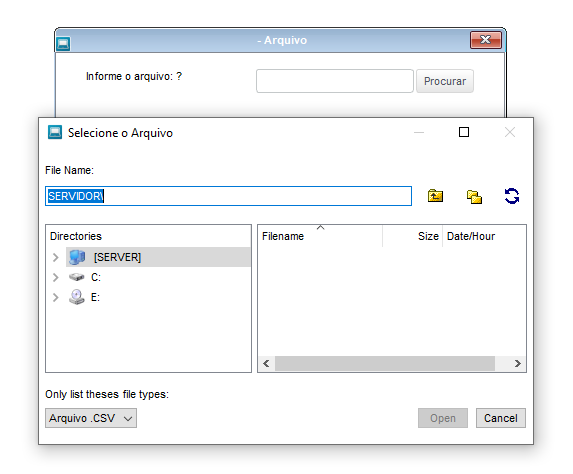 - Arquivo
Informe o arquivo: ?
Procurar
Selecione o Arquivo
File Name:
SERVIDOR\
Directories
[SERVER]
C:
E:
Filename Size Date/Hour
Only list theses file types:
Arquivo .CSV
Open Cancel